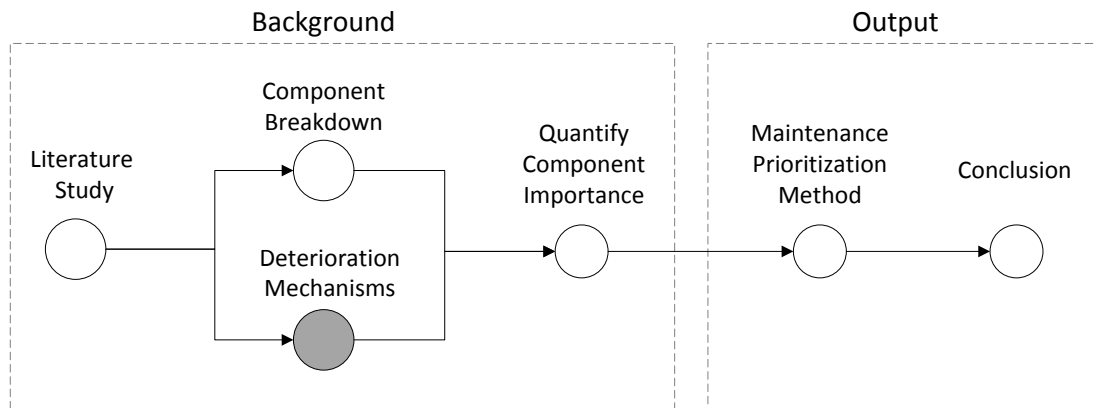 Background
Output
Component
Breakdown
Literature
Study
Quantify
Component
Importance
Maintenance
Prioritization
Method
Conclusion
Deterioration
Mechanisms